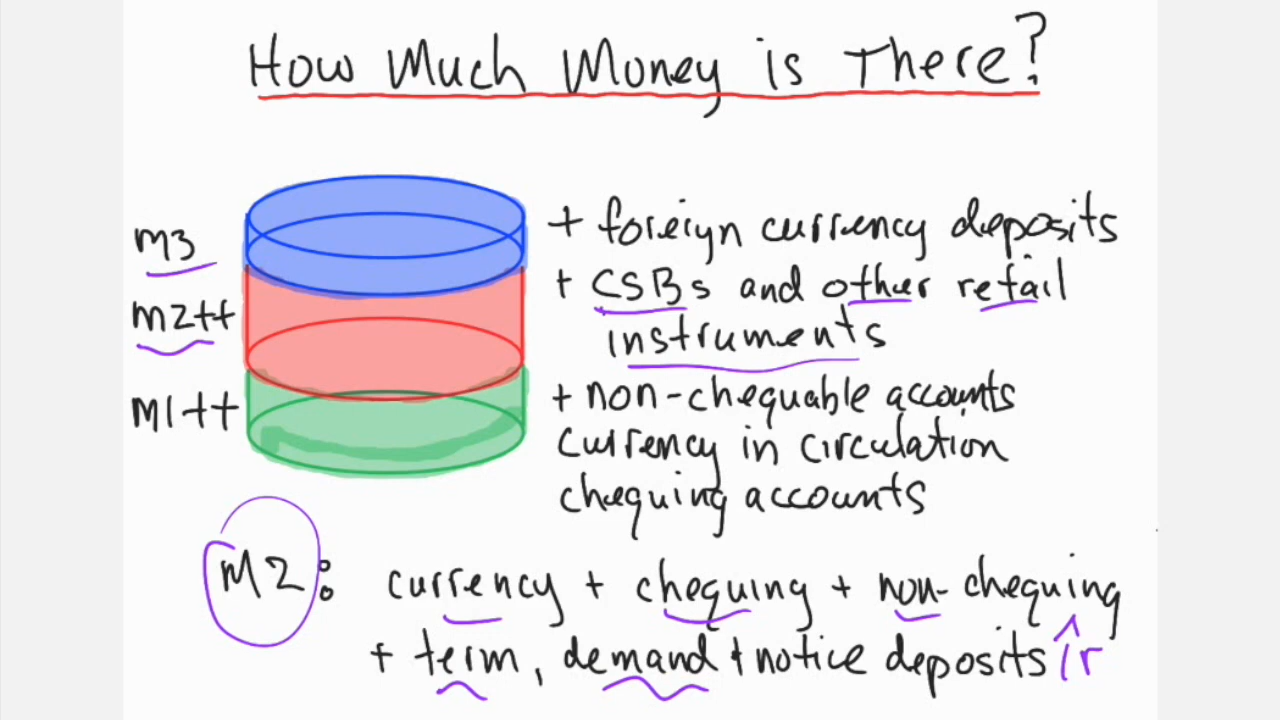 How Much Money is There?
M3
+ foreign currency deposits
M2++
+ CSBs and other retail
instruments
M1++
+ non-chequable accounts
currency in circulation
chequing accounts
M2: currency + chequing + non-chequing
+ term, demand + notice deposits ↑r